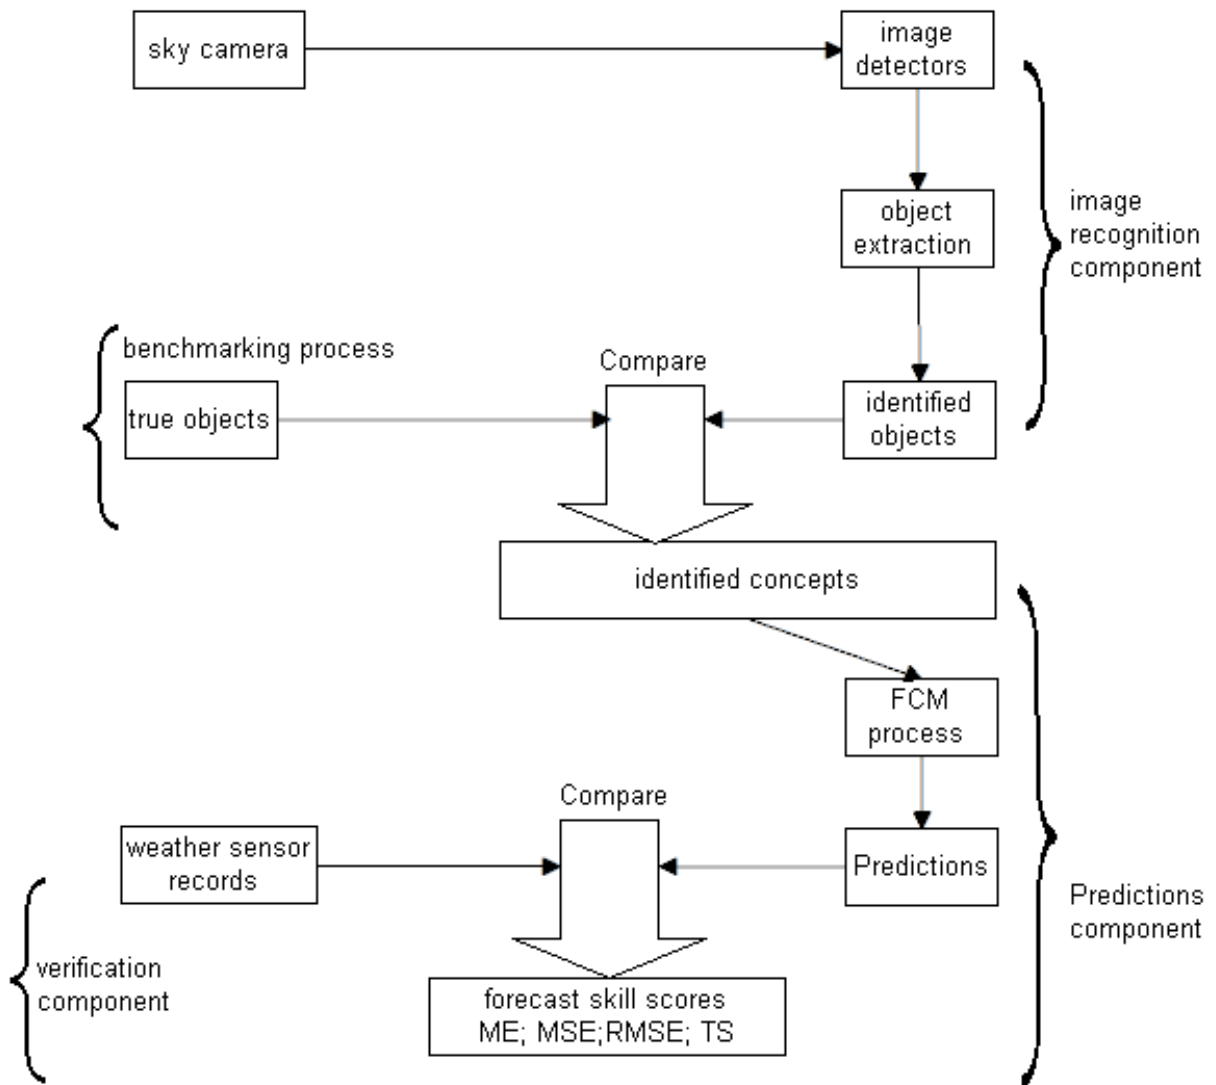 sky camera
image
detectors
object
extraction
image
recognition
component
benchmarking process
Compare
true objects
identified
objects
identified concepts
FCM
process
Compare
weather sensor
records
Predictions
Predictions
component
verification
component
forecast skill scores
ME; MSE;RMSE; TS